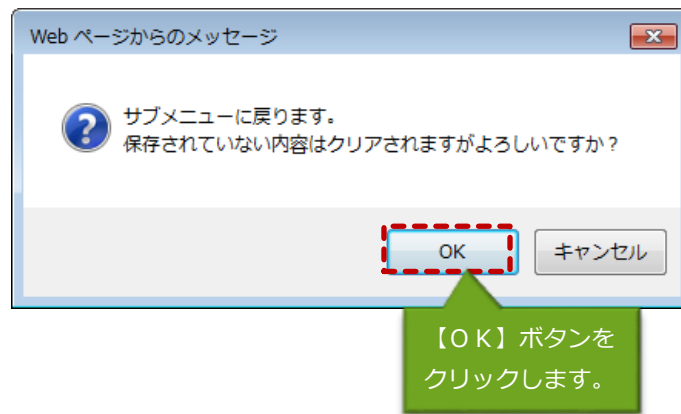 Web ページからのメッセージ
サブメニューに戻ります。
保存されていない内容はクリアされますがよろしいですか？
OK
キャンセル
【ＯＫ】ボタンを
クリックします。